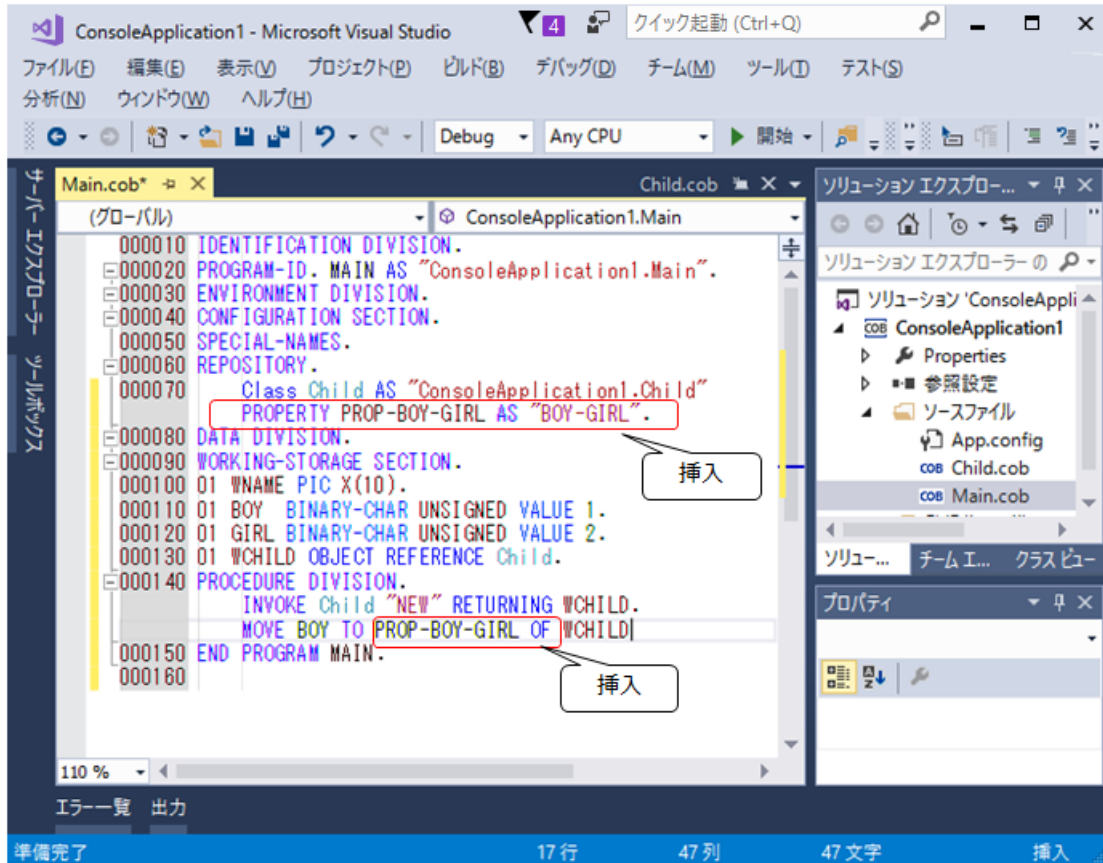 ConsoleApplication1 - Microsoft Visual Studio
4
クイック起動 (Ctrl+Q)
ファイル(F) 編集(E) 表示(V) プロジェクト(P) ビルド(B) デバッグ(D) チーム(M) ツール(T) テスト(S)
分析(N) ウィンドウ(W) ヘルプ(H)
Debug Any CPU 開始
サーバー エクスプローラー
ツールボックス
Main.cob* Child.cob
(グローバル) ConsoleApplication1.Main
000010 IDENTIFICATION DIVISION.
000020 PROGRAM-ID. MAIN AS "ConsoleApplication1.Main".
000030 ENVIRONMENT DIVISION.
000040 CONFIGURATION SECTION.
000050 SPECIAL-NAMES.
000060 REPOSITORY.
000070 Class Child AS "ConsoleApplication1.Child"
PROPERTY PROP-BOY-GIRL AS "BOY-GIRL".
000080 DATA DIVISION.
000090 WORKING-STORAGE SECTION.
挿入
000100 01 WNAME PIC X(10).
000110 01 BOY BINARY-CHAR UNSIGNED VALUE 1.
000120 01 GIRL BINARY-CHAR UNSIGNED VALUE 2.
000130 01 WCHILD OBJECT REFERENCE Child.
000140 PROCEDURE DIVISION.
INVOKE Child "NEW" RETURNING WCHILD.
MOVE BOY TO PROP-BOY-GIRL OF WCHILD
000150 END PROGRAM MAIN.
000160
挿入
110 %
ソリューション エクスプロー...
ソリューション エクスプローラー の
ソリューション 'ConsoleAppli
ConsoleApplication1
Properties
参照設定
ソースファイル
App.config
Child.cob
Main.cob
ソリュー... チーム エ... クラス ビュー
プロパティ
エラー一覧 出力
準備完了 17 行 47 列 47 文字 挿入